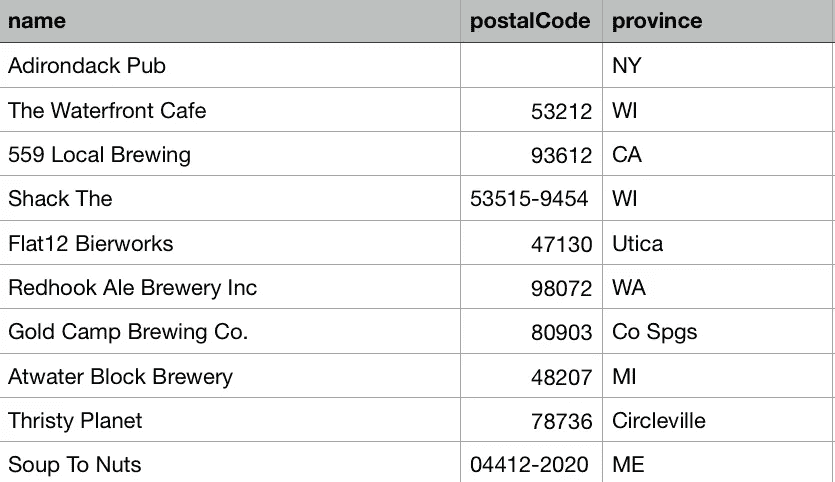 name postalCode province
Adirondack Pub NY
The Waterfront Cafe 53212 WI
559 Local Brewing 93612 CA
Shack The 53515-9454 WI
Flat12 Bierworks 47130 Utica
Redhook Ale Brewery Inc 98072 WA
Gold Camp Brewing Co. 80903 Co Spgs
Atwater Block Brewery 48207 MI
Thristy Planet 78736 Circleville
Soup To Nuts 04412-2020 ME